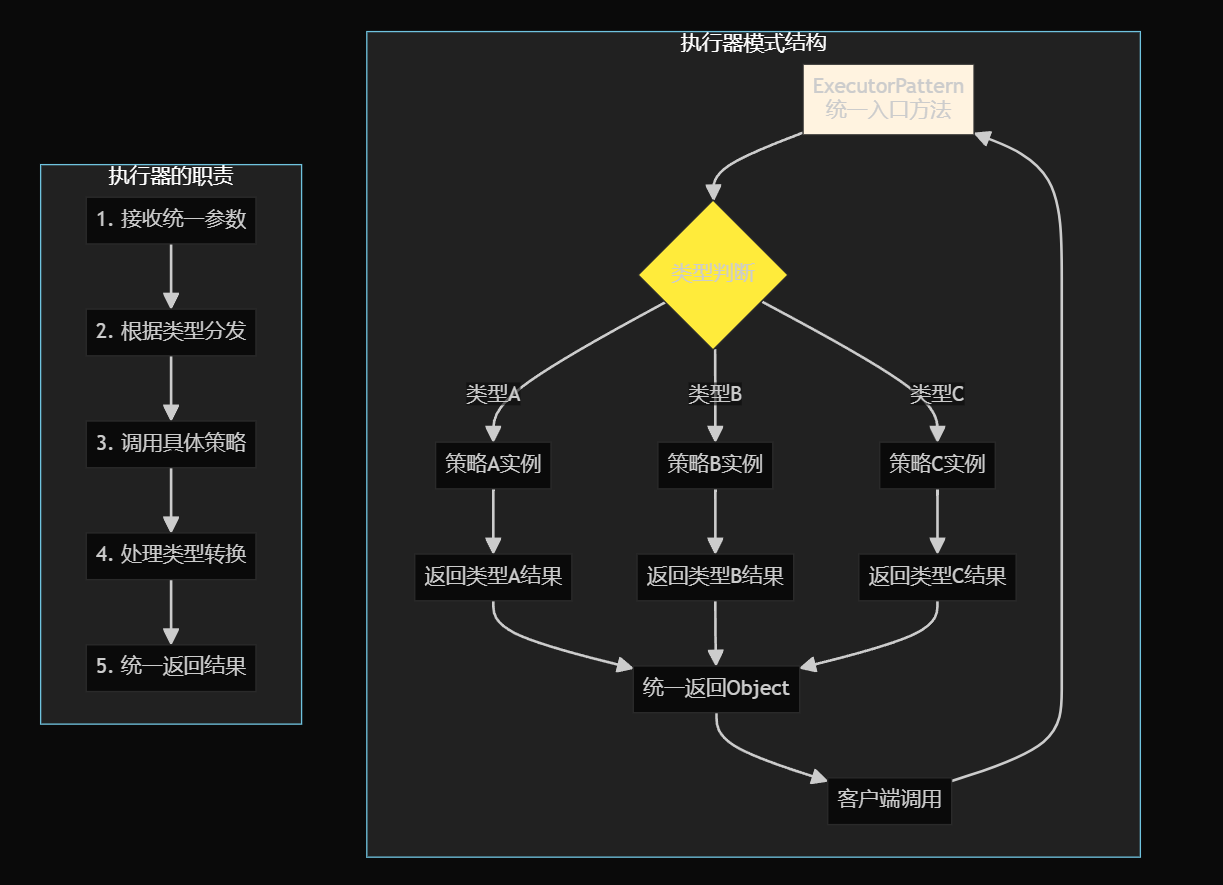 执行器的职责
1. 接收统一参数
2. 根据类型分发
3. 调用具体策略
4. 处理类型转换
5. 统一返回结果
执行器模式结构
ExecutorPattern
统一入口方法
类型判断
类型A
类型B
类型C
策略A实例
策略B实例
策略C实例
返回类型A结果
返回类型B结果
返回类型C结果
统一返回Object
客户端调用